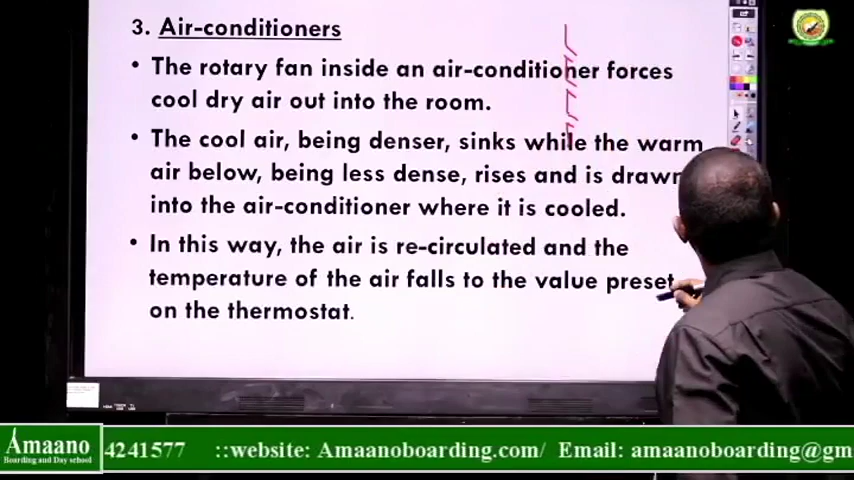 3. Air-conditioners
• The rotary fan inside an air-conditioner forces
cool dry air out into the room.
• The cool air, being denser, sinks while the warm
air below, being less dense, rises and is drawn
into the air-conditioner where it is cooled.
• In this way, the air is re-circulated and the
temperature of the air falls to the value preset
on the thermostat.
Amaano
Boarding and Day school
4241577 ::website: Amaanoboarding.com/ Email: amaanoboarding@gm